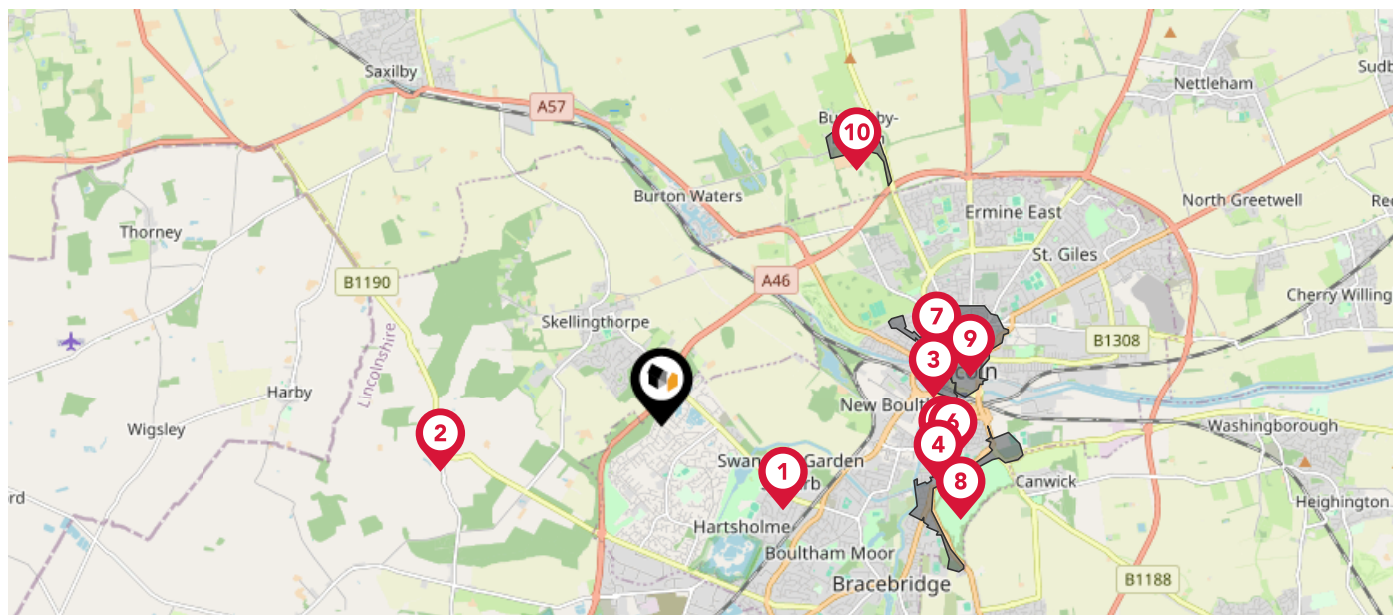 Saxilby
Nettleham
Sudb
A57
10
Burton Waters
North Greetwell
Ermine East
Thorney
St. Giles
A46
B1190
Cherry Willing
Skellingthorpe
7
9
B1308
3
Lincolnshire
Harby
New Boulth
Wigsley
2
6
4
Washingborough
Swan
Garden
1
8
Canwick
Heighington
Hartsholme
Boultham Moor
Bracebridge
B1188